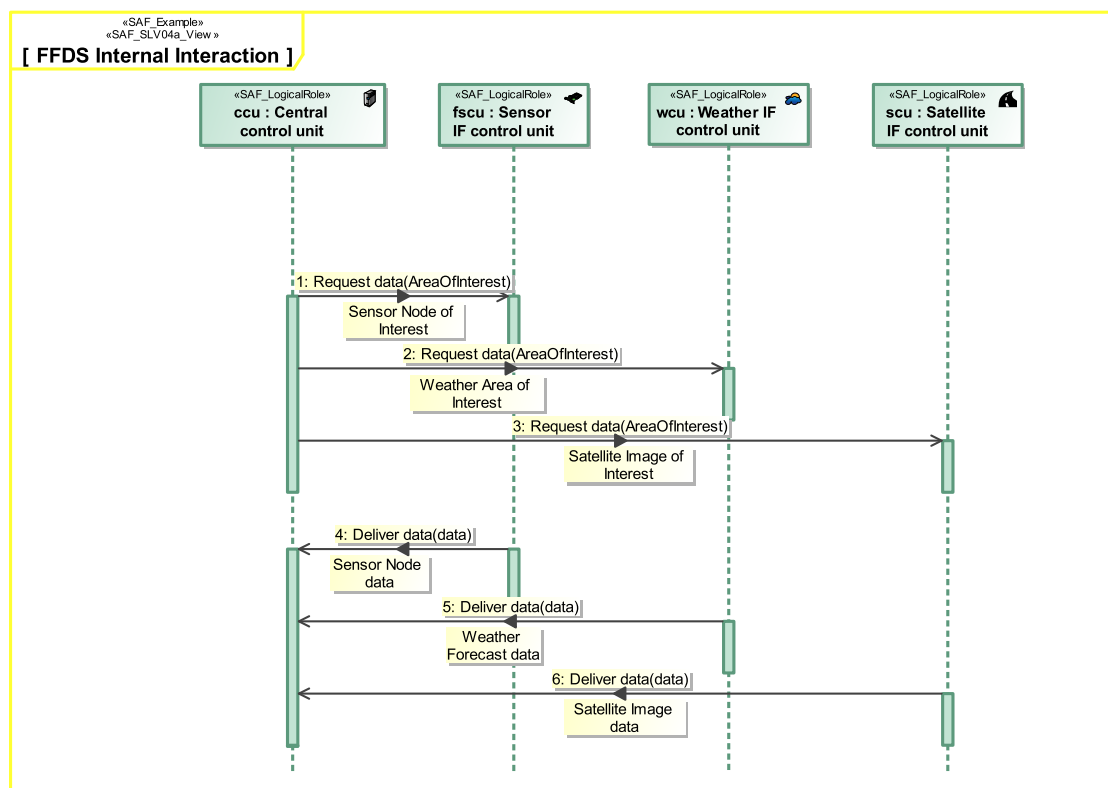 «SAF_Example»
«SAF_SLV04a_View »
[ FFDS Internal Interaction ]
«SAF_LogicalRole»
ccu : Central
control unit
«SAF_LogicalRole»
fscu : Sensor
IF control unit
«SAF_LogicalRole»
wcu : Weather IF
control unit
«SAF_LogicalRole»
scu : Satellite
IF control unit
1: Request data(AreaOfInterest)
Sensor Node of
Interest
2: Request data(AreaOfInterest)
Weather Area of
Interest
3: Request data(AreaOfInterest)
Satellite Image of
Interest
4: Deliver data(data)
Sensor Node
data
5: Deliver data(data)
Weather
Forecast data
6: Deliver data(data)
Satellite Image
data